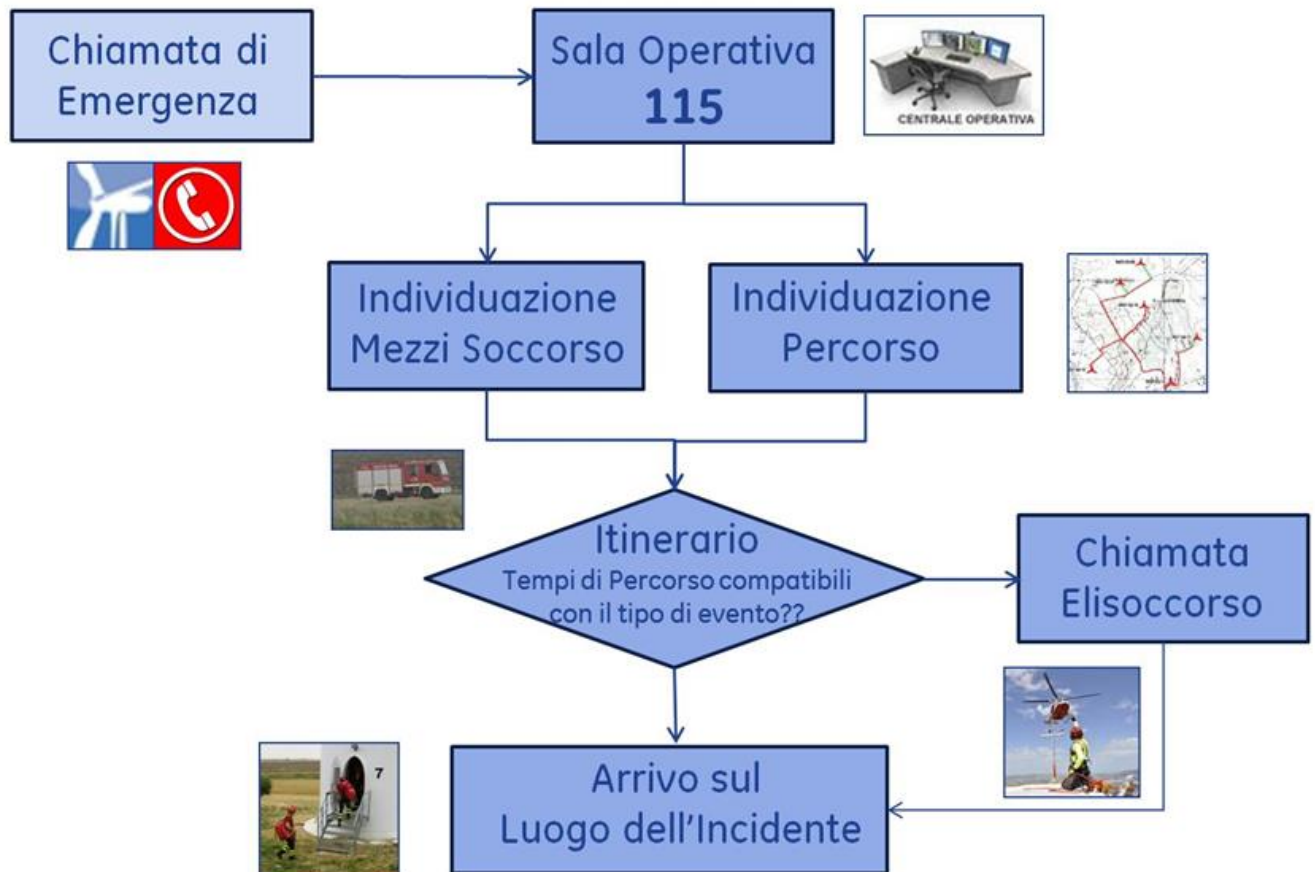 Chiamata di
Emergenza
Sala Operativa
115
CENTRALE OPERATIVA
Individuazione
Mezzi Soccorso
Individuazione
Percorso
Itinerario
Tempi di Percorso compatibili
con il tipo di evento??
Chiamata
Elisoccorso
7
Arrivo sul
Luogo dell'Incidente